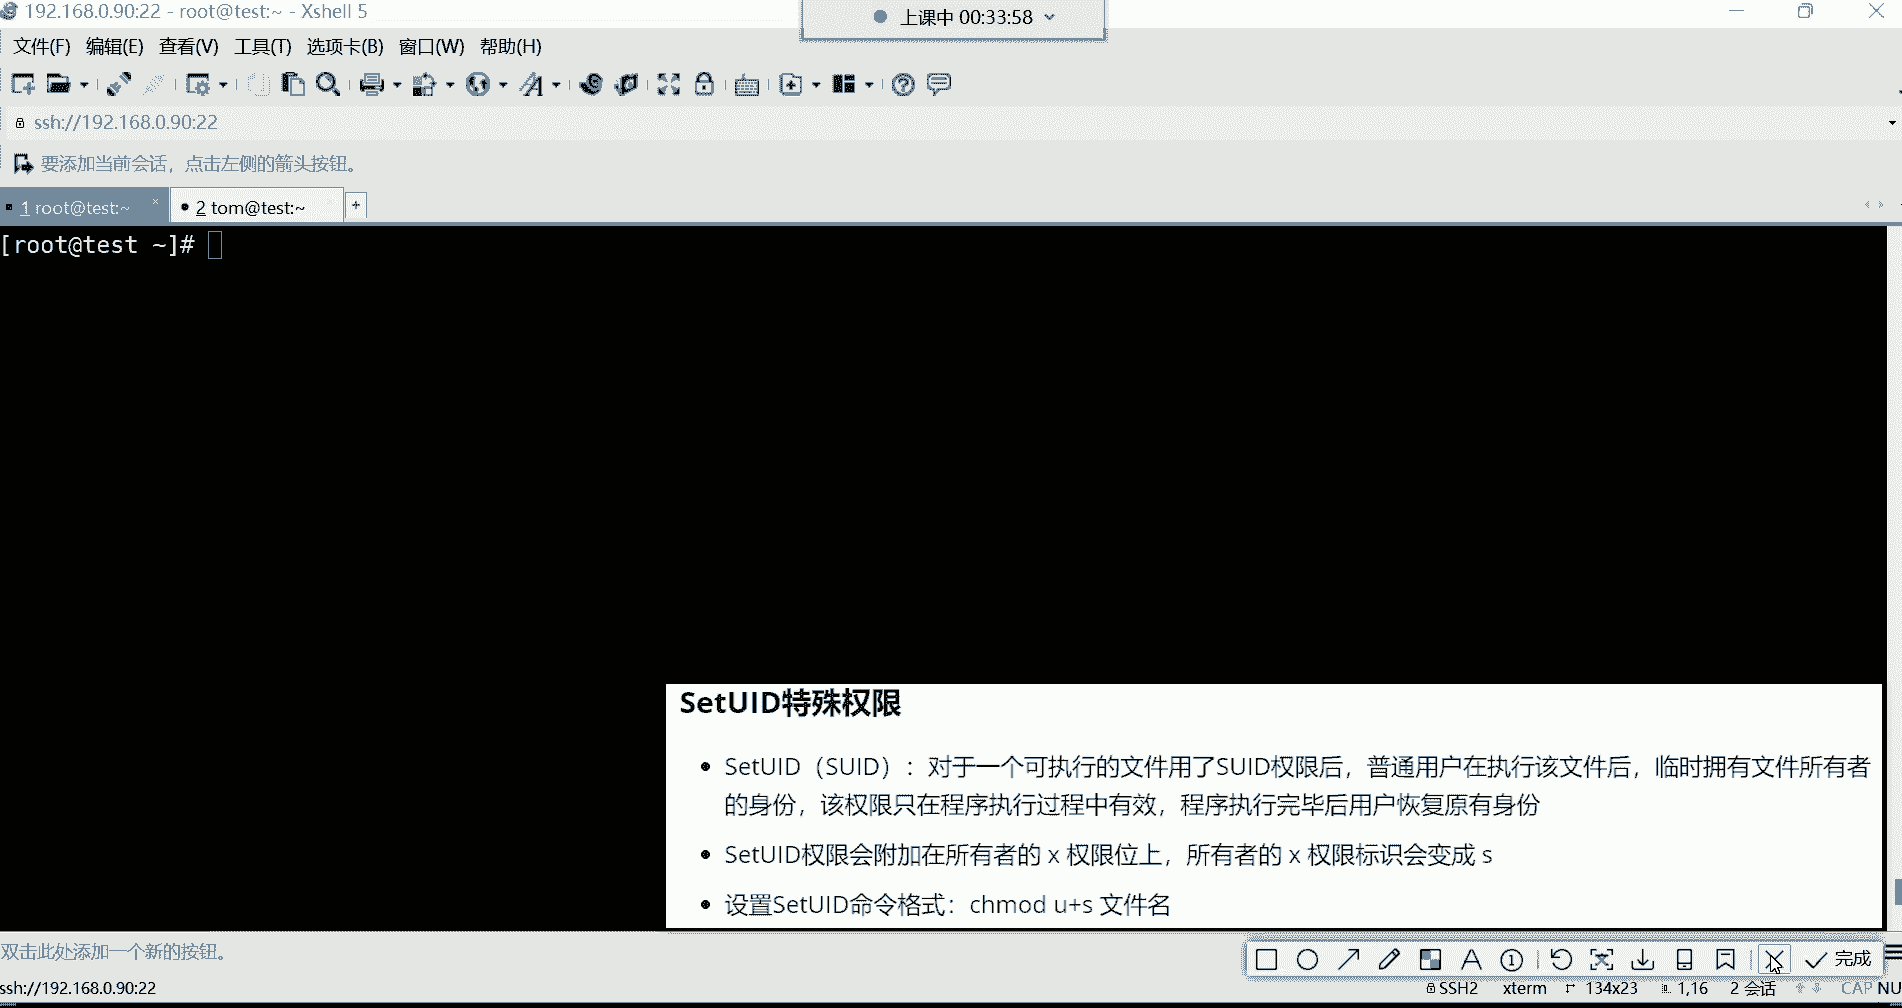 192.168.0.90:22 - root@test:~ - Xshell 5
上课中 00:33:58
文件(F) 编辑(E) 查看(V) 工具(T) 选项卡(B) 窗口(W) 帮助(H)
ssh://192.168.0.90:22
要添加当前会话，点击左侧的箭头按钮。
1 root@test:~ × 2 tom@test:~ +
[root@test ~]#
SetUID特殊权限
• SetUID（SUID）：对于一个可执行的文件用了SUID权限后，普通用户在执行该文件后，临时拥有文件所有者
的身份，该权限只在程序执行过程中有效，程序执行完毕后用户恢复原有身份
• SetUID权限会附加在所有者的 x 权限位上，所有者的 x 权限标识会变成 s
• 设置SetUID命令格式：chmod u+s 文件名
双击此处添加一个新的按钮。
完成
ssh://192.168.0.90:22 SSH2 xterm 134x23 1,16 2 会话 CAP NU